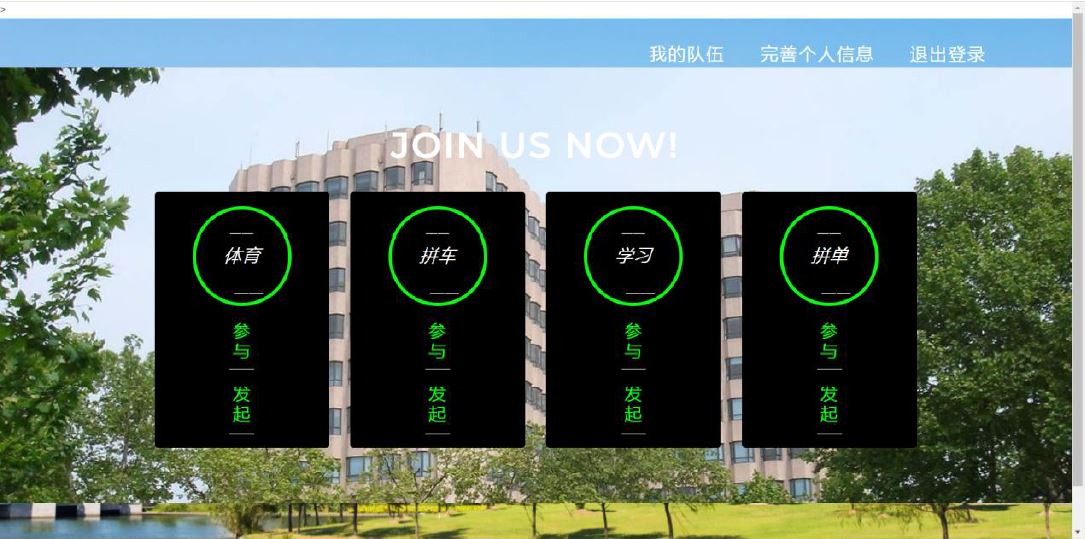 >
我的队伍 完善个人信息 退出登录
JOIN US NOW!
体育 拼车 学习 拼单
参与 参与 参与 参与
发起 发起 发起 发起